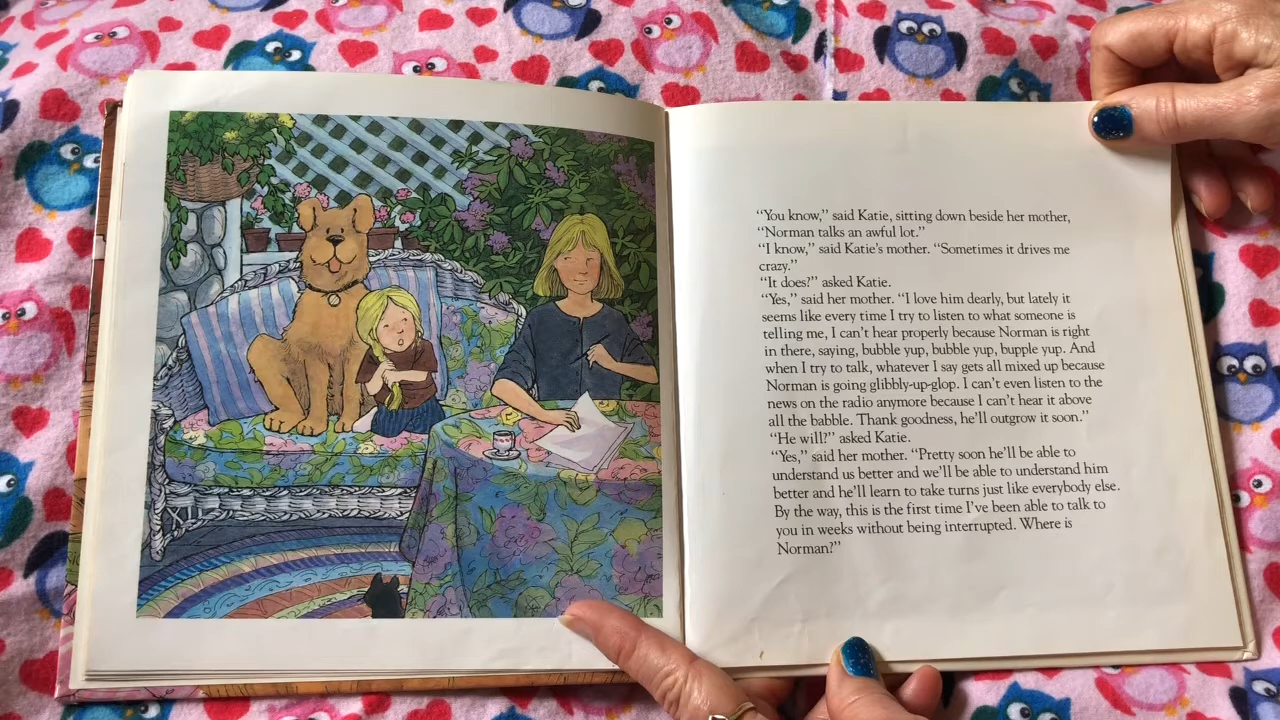 “You know,” said Katie, sitting down beside her mother,
“Norman talks an awful lot.”
“I know,” said Katie’s mother. “Sometimes it drives me
crazy.”
“It does?” asked Katie.
“Yes,” said her mother. “I love him dearly, but lately it
seems like every time I try to listen to what someone is
telling me, I can’t hear properly because Norman is right
in there, saying, bubble yup, bubble yup, bupple yup. And
when I try to talk, whatever I say gets all mixed up because
Norman is going glibbly-up-glop. I can’t even listen to the
news on the radio anymore because I can’t hear it above
all the babble. Thank goodness, he’ll outgrow it soon.”
“He will?” asked Katie.
“Yes,” said her mother. “Pretty soon he’ll be able to
understand us better and we’ll be able to understand him
better and he’ll learn to take turns just like everybody else.
By the way, this is the first time I’ve been able to talk to
you in weeks without being interrupted. Where is
Norman?”